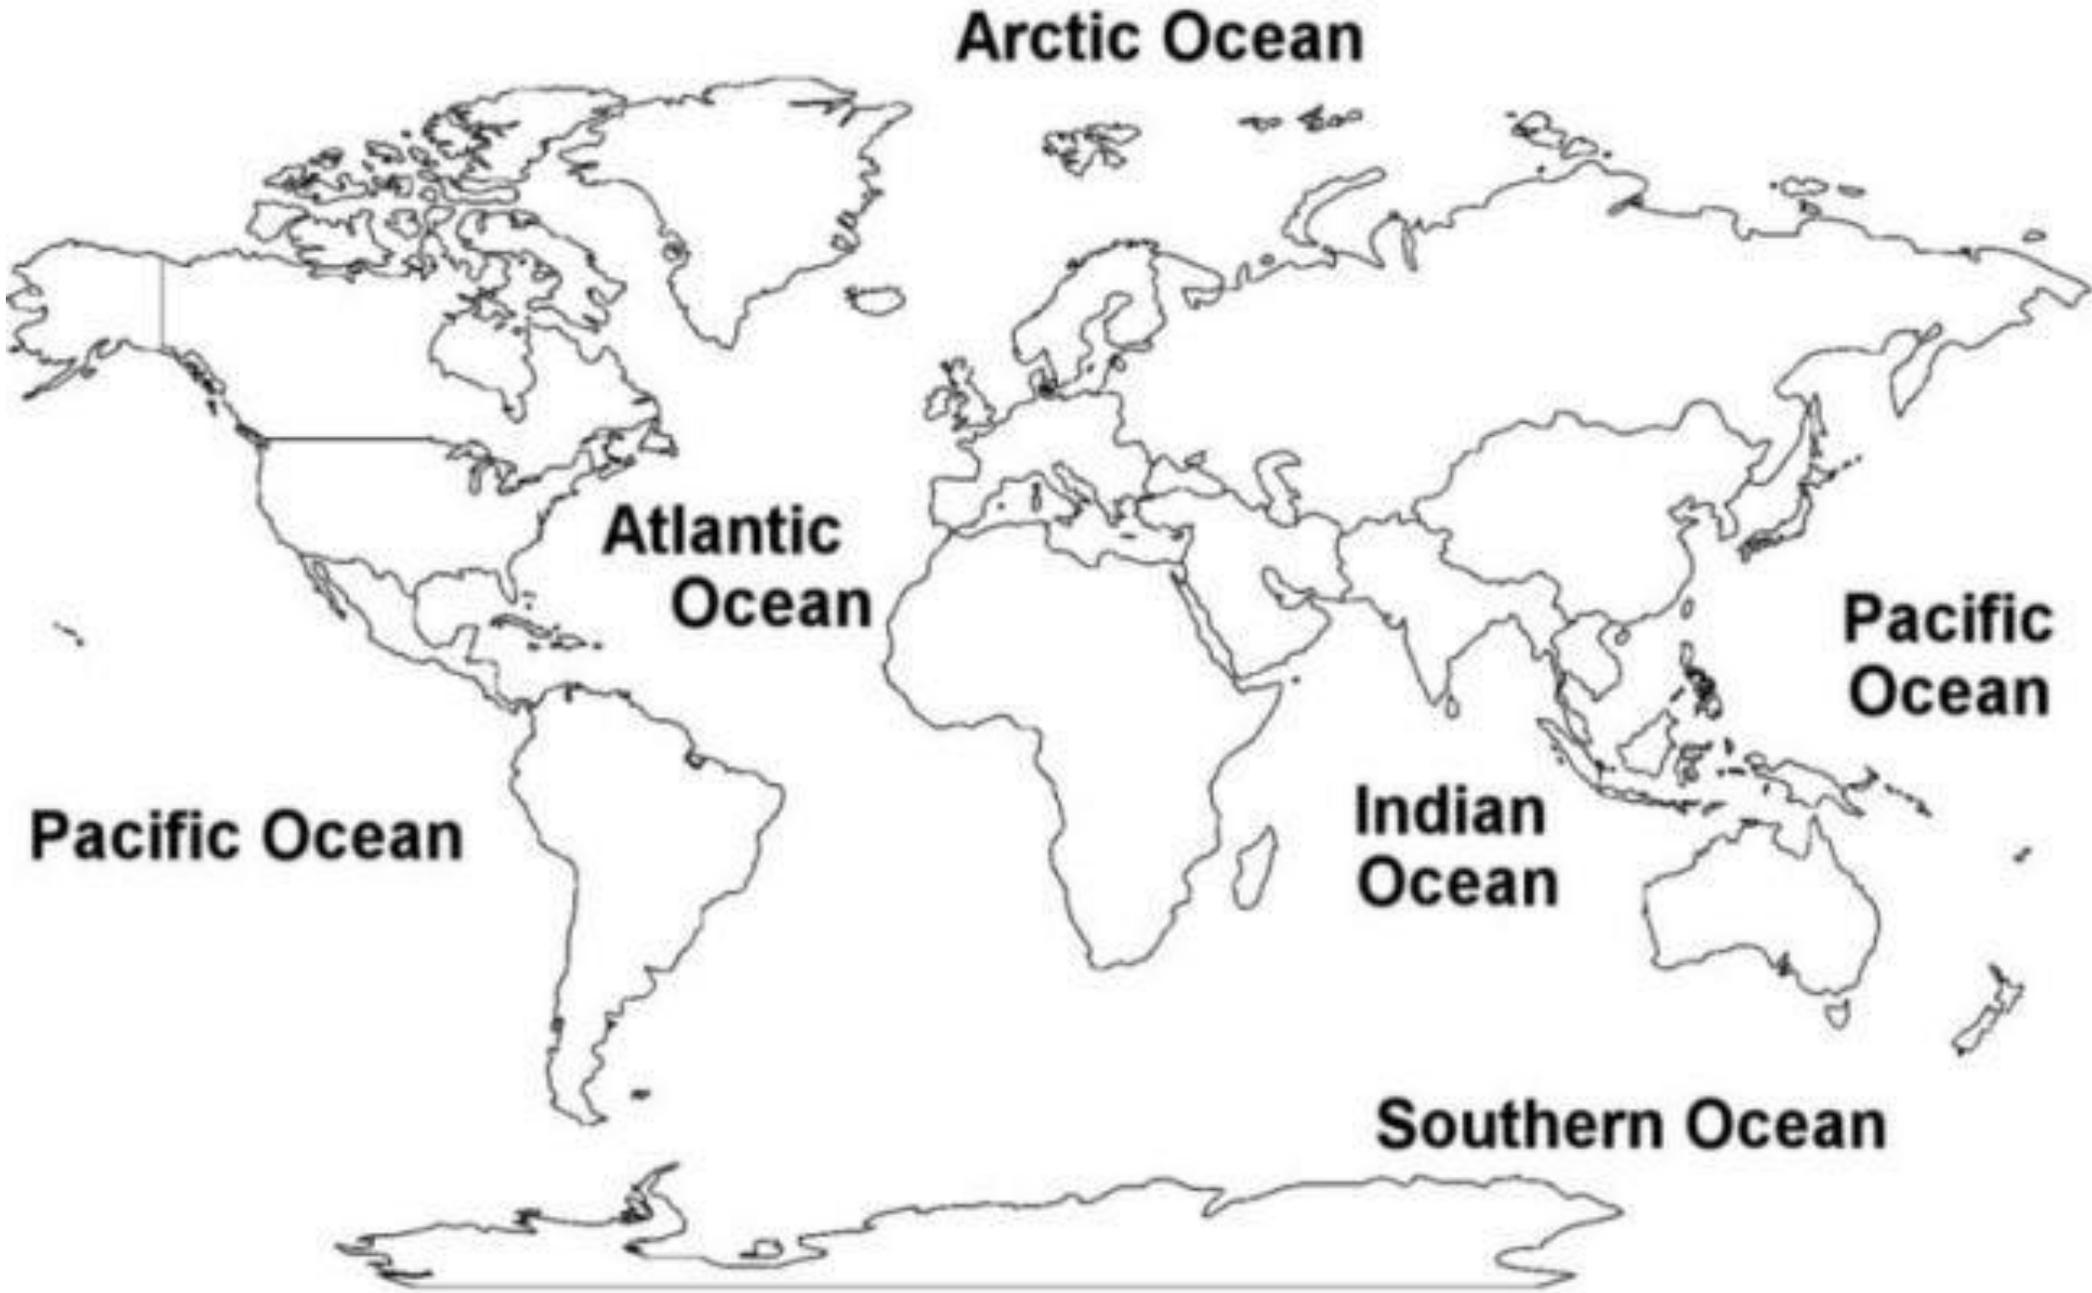 Arctic Ocean
Atlantic
Ocean
Pacific
Ocean
Pacific Ocean
Indian
Ocean
Southern Ocean